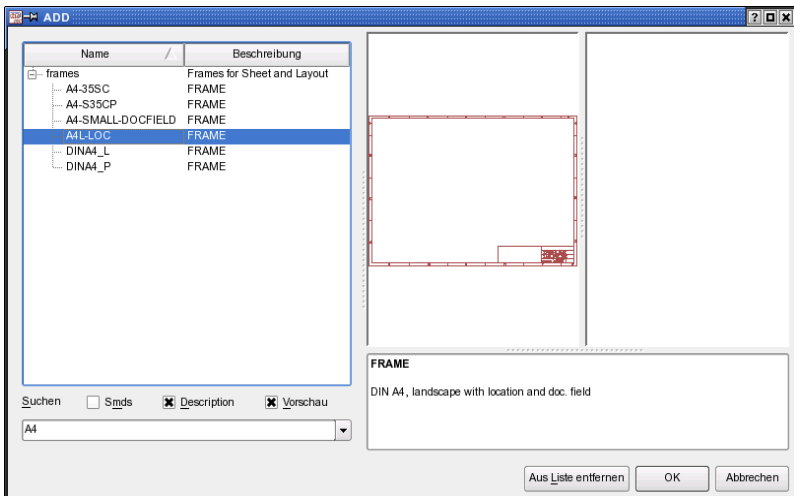 ADD
Name Beschreibung
frames Frames for Sheet and Layout
A4-35SC FRAME
A4-S35CP FRAME
A4-SMALL-DOCFIELD FRAME
A4L-LOC FRAME
DINA4_L FRAME
DINA4_P FRAME
FRAME
DIN A4, landscape with location and doc. field
Suchen Smds Description Vorschau
A4
Aus Liste entfernen OK Abbrechen